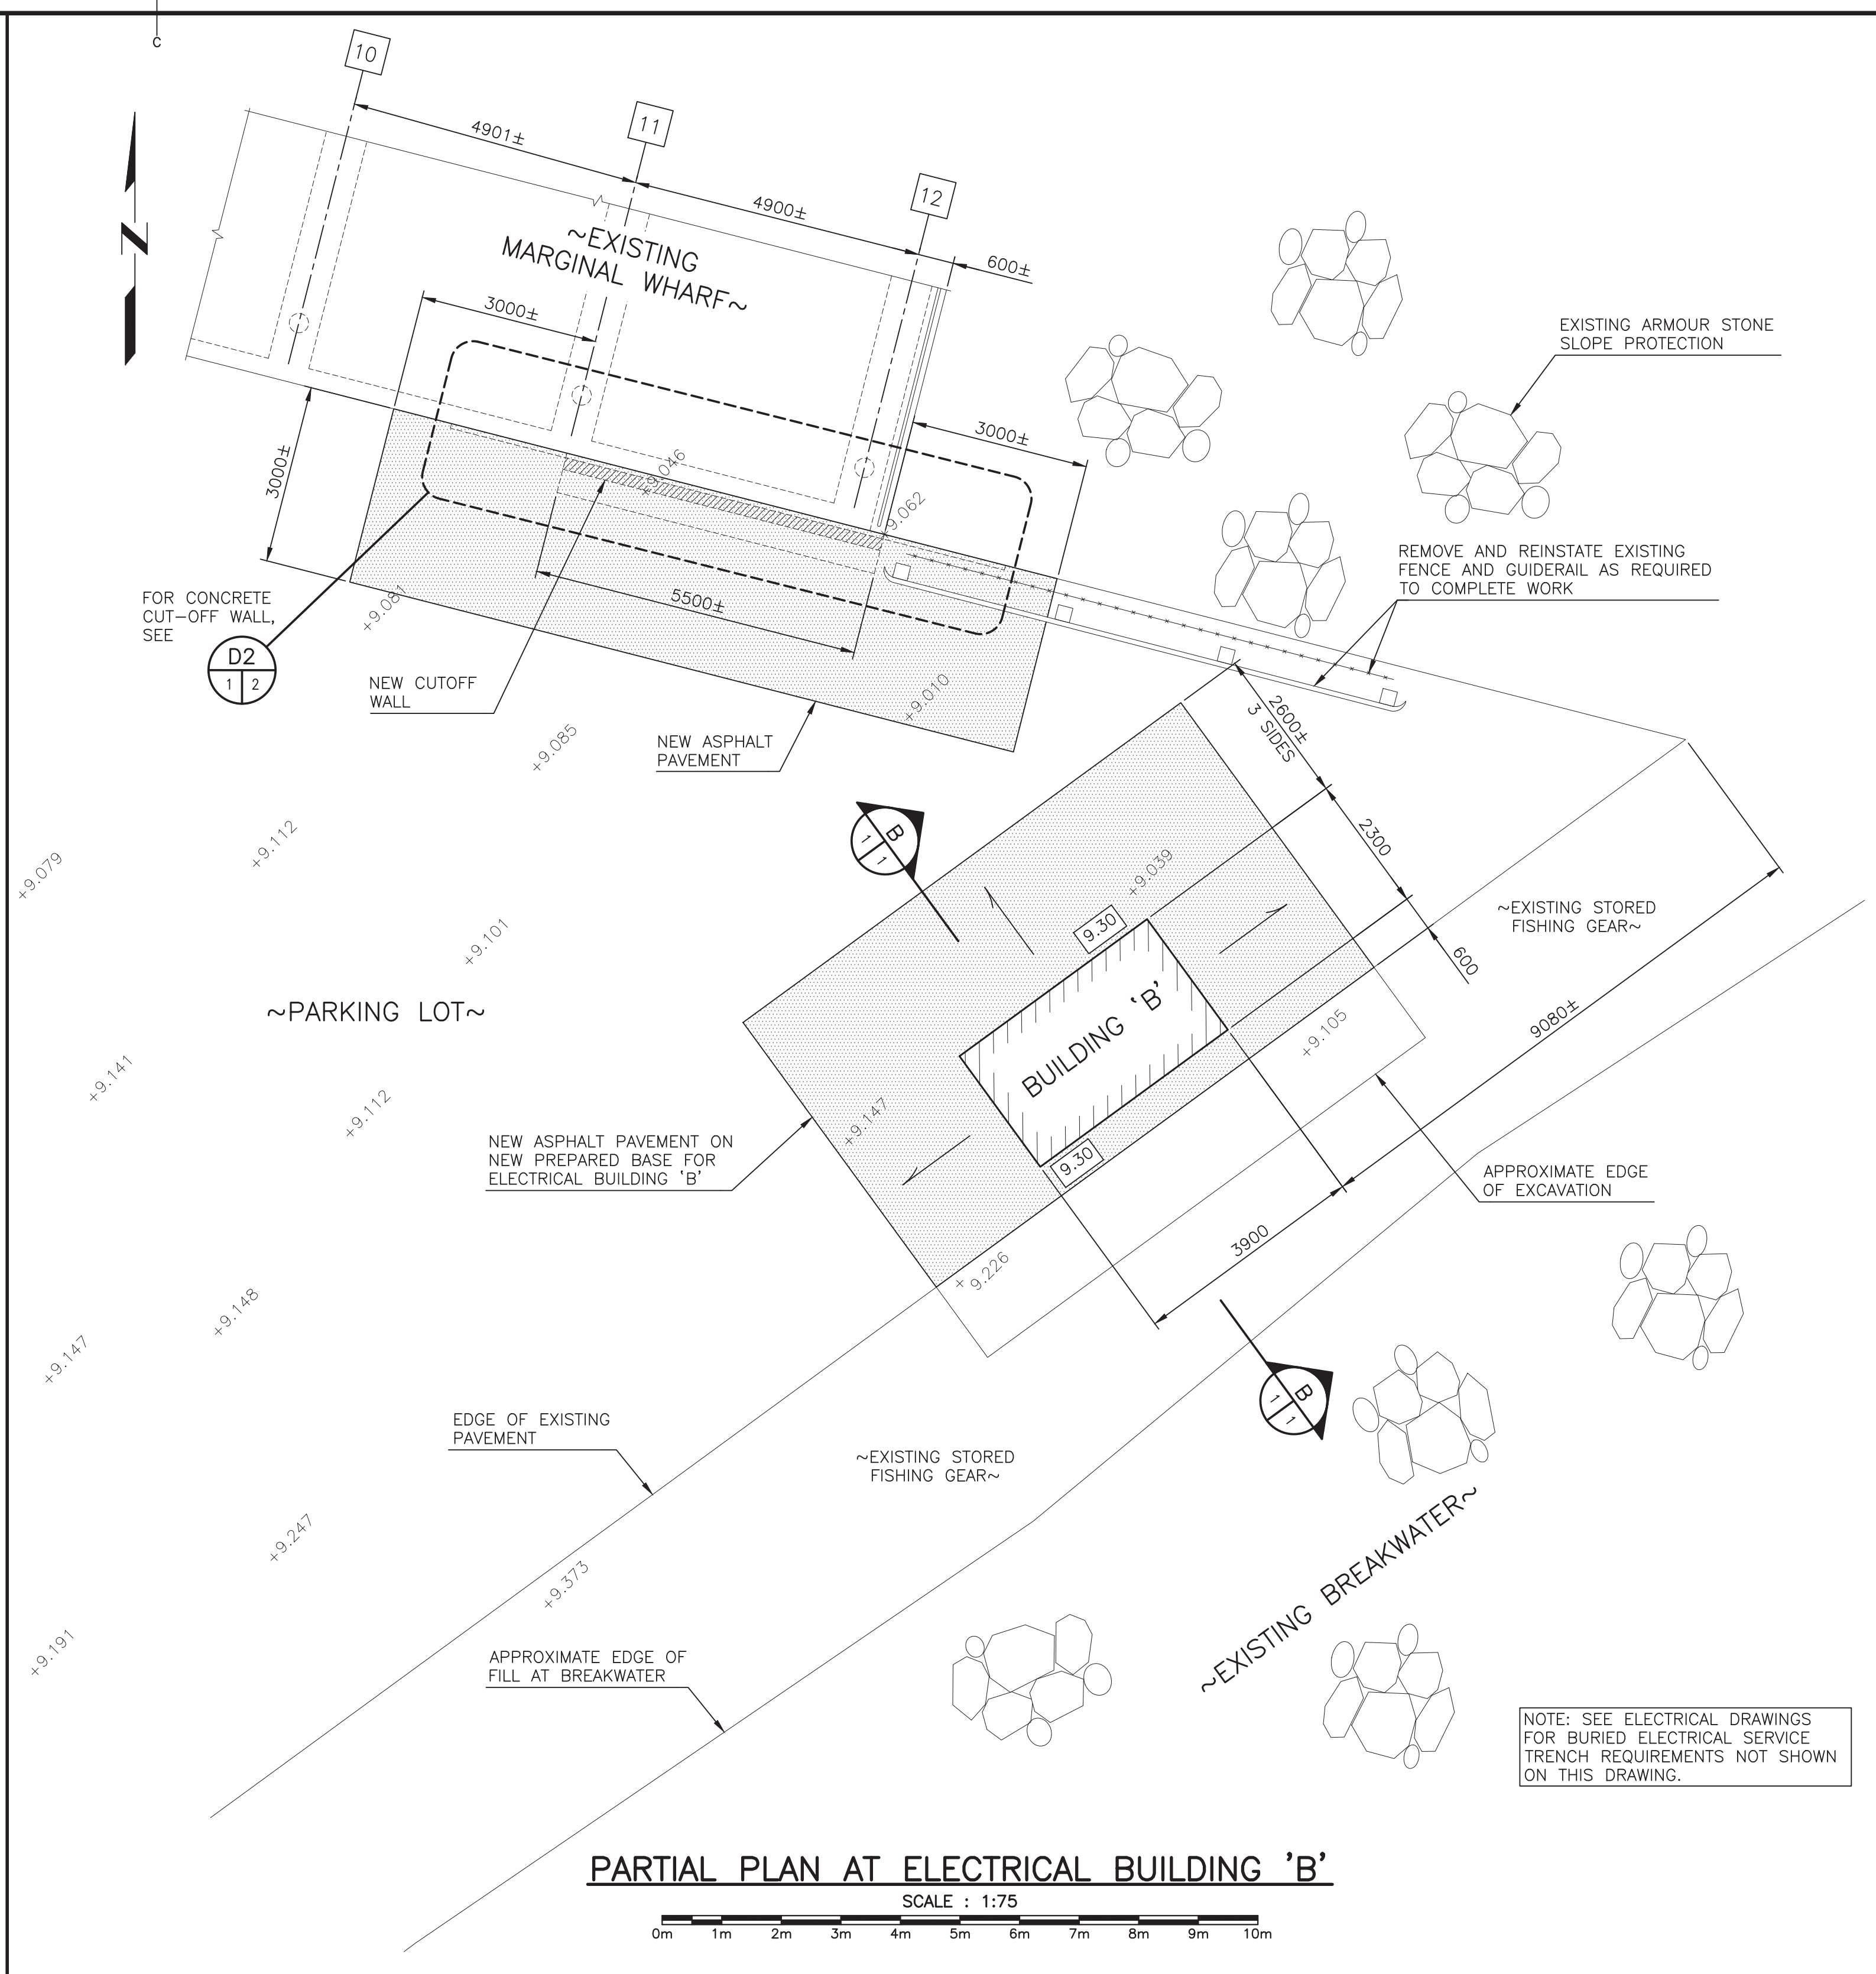 C
10
11
12
4901±
4900±
600±
N
~EXISTING
MARGINAL WHARF~
3000±
3000±
3000±
EXISTING ARMOUR STONE
SLOPE PROTECTION
+9.046
+9.062
REMOVE AND REINSTATE EXISTING
FENCE AND GUIDERAIL AS REQUIRED
TO COMPLETE WORK
FOR CONCRETE
CUT-OFF WALL,
SEE
D2
1 2
+9.081
5500±
NEW CUTOFF
WALL
+9.010
+9.085
NEW ASPHALT
PAVEMENT
2600±
3 SIDES
2300
600
9080±
B
1 1
+9.079
+9.112
+9.039
+9.101
9.30
~EXISTING STORED
FISHING GEAR~
~PARKING LOT~
BUILDING ‘B’
+9.105
+9.141
+9.112
+9.147
NEW ASPHALT PAVEMENT ON
NEW PREPARED BASE FOR
ELECTRICAL BUILDING ‘B’
9.30
APPROXIMATE EDGE
OF EXCAVATION
3900
+9.226
+9.148
+9.147
B
1 1
EDGE OF EXISTING
PAVEMENT
~EXISTING STORED
FISHING GEAR~
+9.247
+9.373
~EXISTING BREAKWATER~
+9.191
APPROXIMATE EDGE OF
FILL AT BREAKWATER
NOTE: SEE ELECTRICAL DRAWINGS
FOR BURIED ELECTRICAL SERVICE
TRENCH REQUIREMENTS NOT SHOWN
ON THIS DRAWING.
PARTIAL PLAN AT ELECTRICAL BUILDING 'B'
SCALE : 1:75
0m 1m 2m 3m 4m 5m 6m 7m 8m 9m 10m